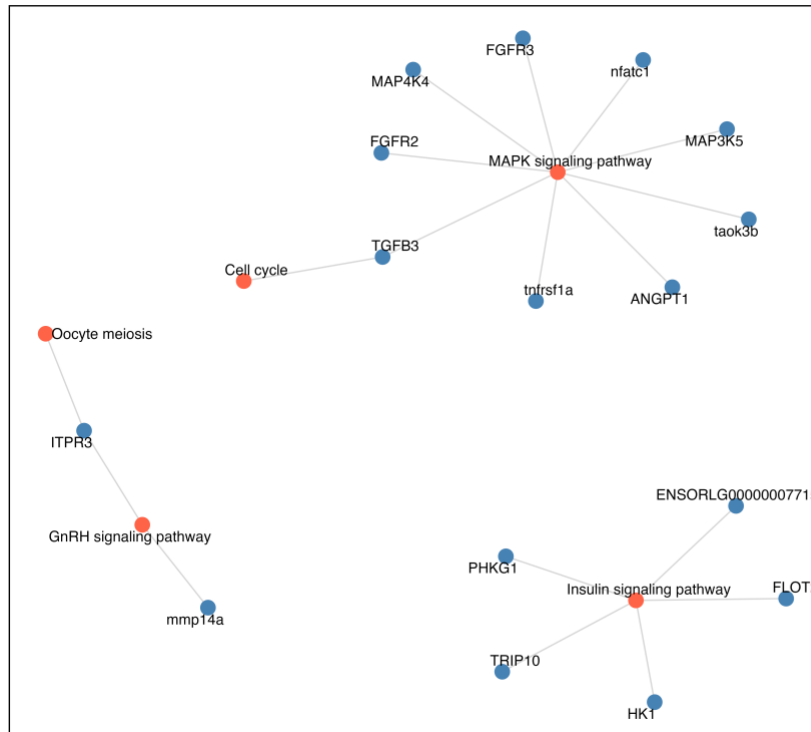 FGFR3
nfatc1
MAP4K4
MAP3K5
FGFR2
MAPK signaling pathway
taok3b
TGFB3
Cell cycle
tnfrsf1a
ANGPT1
Oocyte meiosis
ITPR3
ENSORLG0000000771
GnRH signaling pathway
PHKG1
Insulin signaling pathway
FLOT
mmp14a
TRIP10
HK1